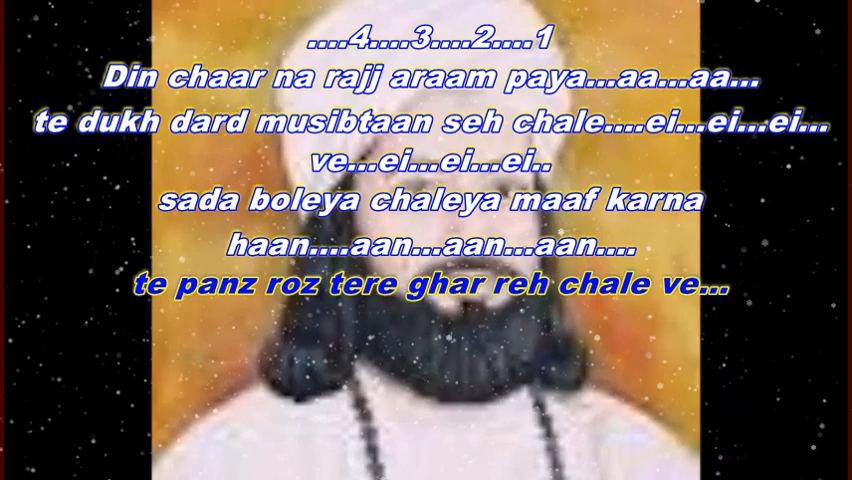 ....4....3....2....1
Din chaar na rajj araam paya...aa...aa...
te dukh dard musibtaan seh chale....ei...ei...ei...
ve...ei...ei...ei..
sada boleya chaleya maaf karna
haan....aan...aan...aan....
te panz roz tere ghar reh chale ve...